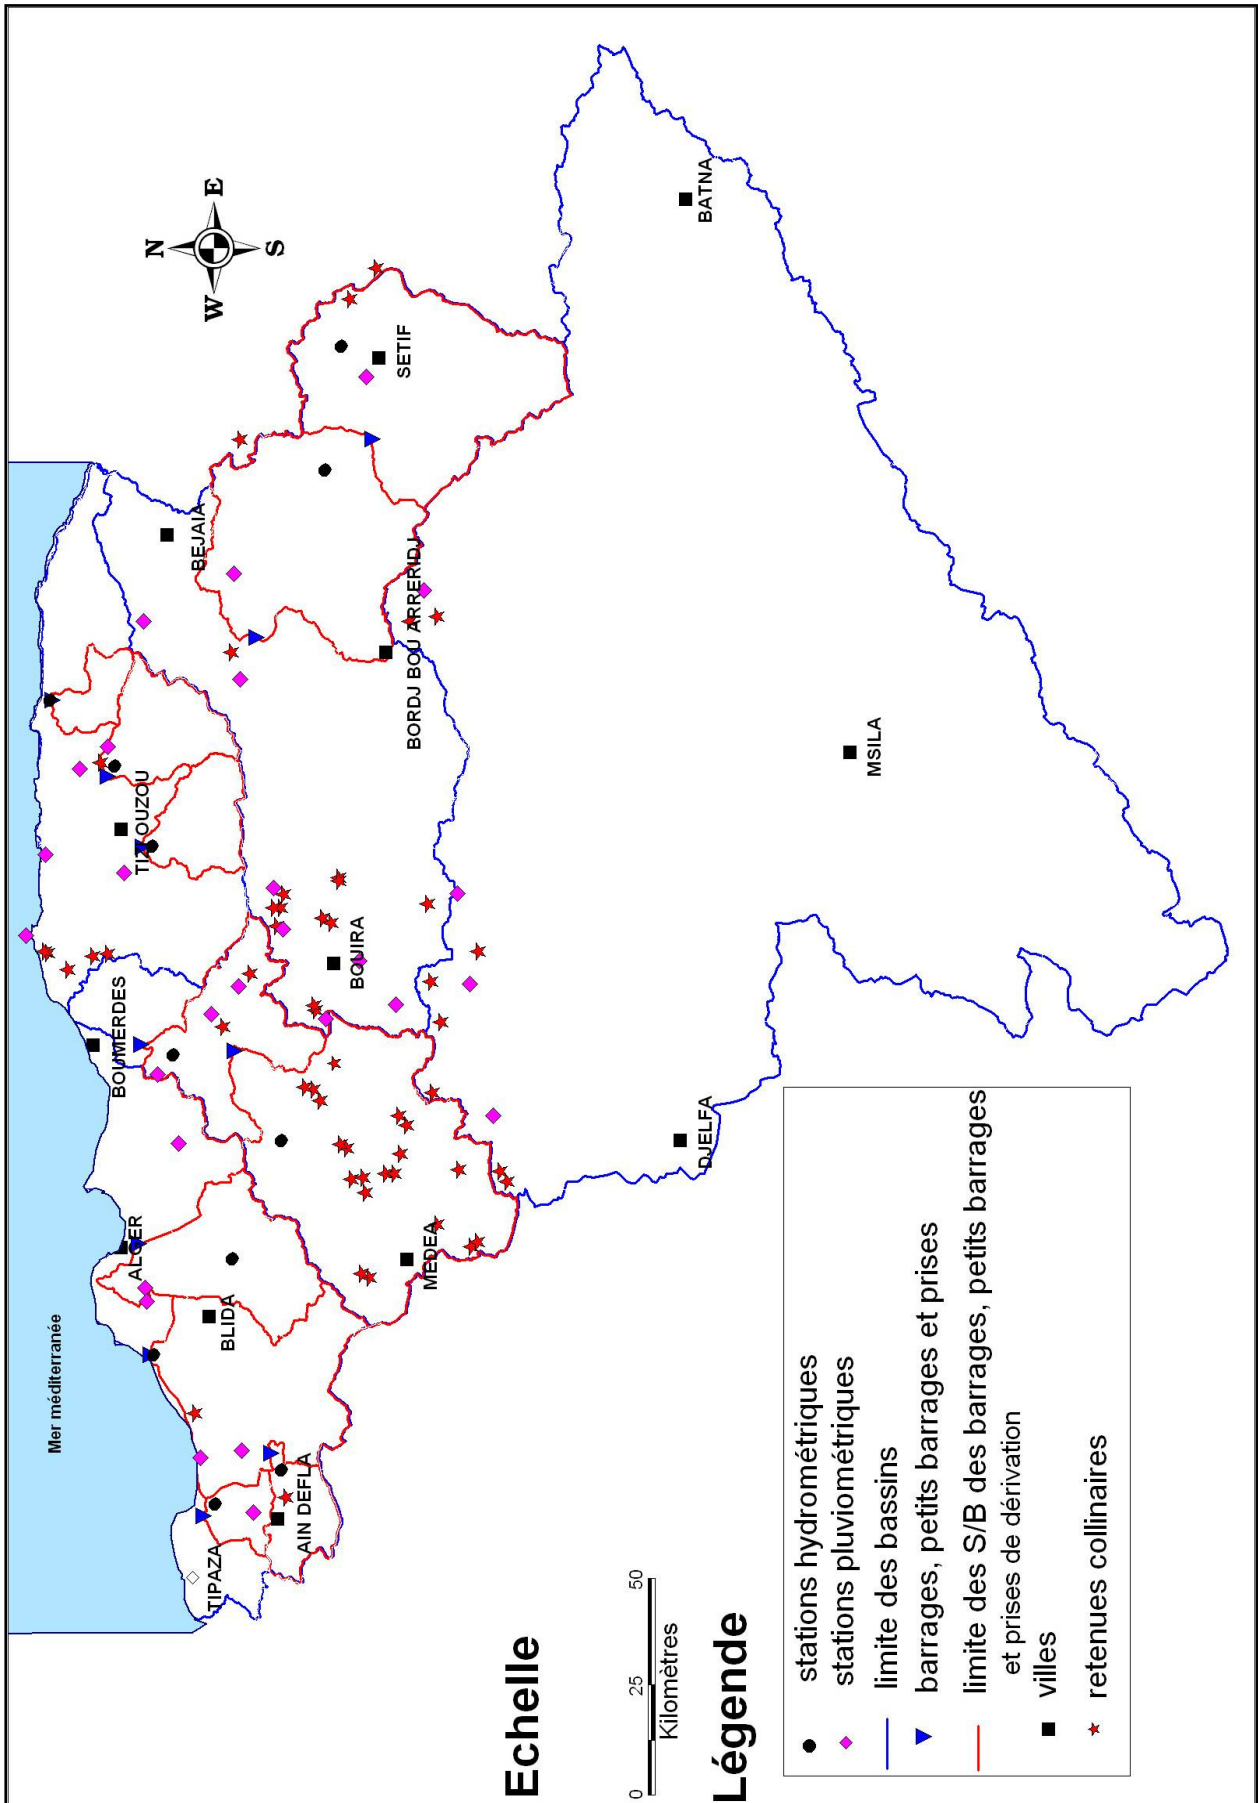 N
W
E
S
Mer méditerranée
BEJAIA
SETIF
BATNA
BORDJ BOU ARRERIDJ
TIZI OUZOU
BOUIRA
BOUMERDES
MSILA
ALGER
BLIDA
MEDEA
DJELFA
TIPAZA
AIN DEFLA
Echelle
0 25 50
Kilomètres
Légende
stations hydrométriques
stations pluviométriques
limite des bassins
barrages, petits barrages et prises
limite des S/B des barrages, petits barrages
et prises de dérivation
villes
retenues collinaires